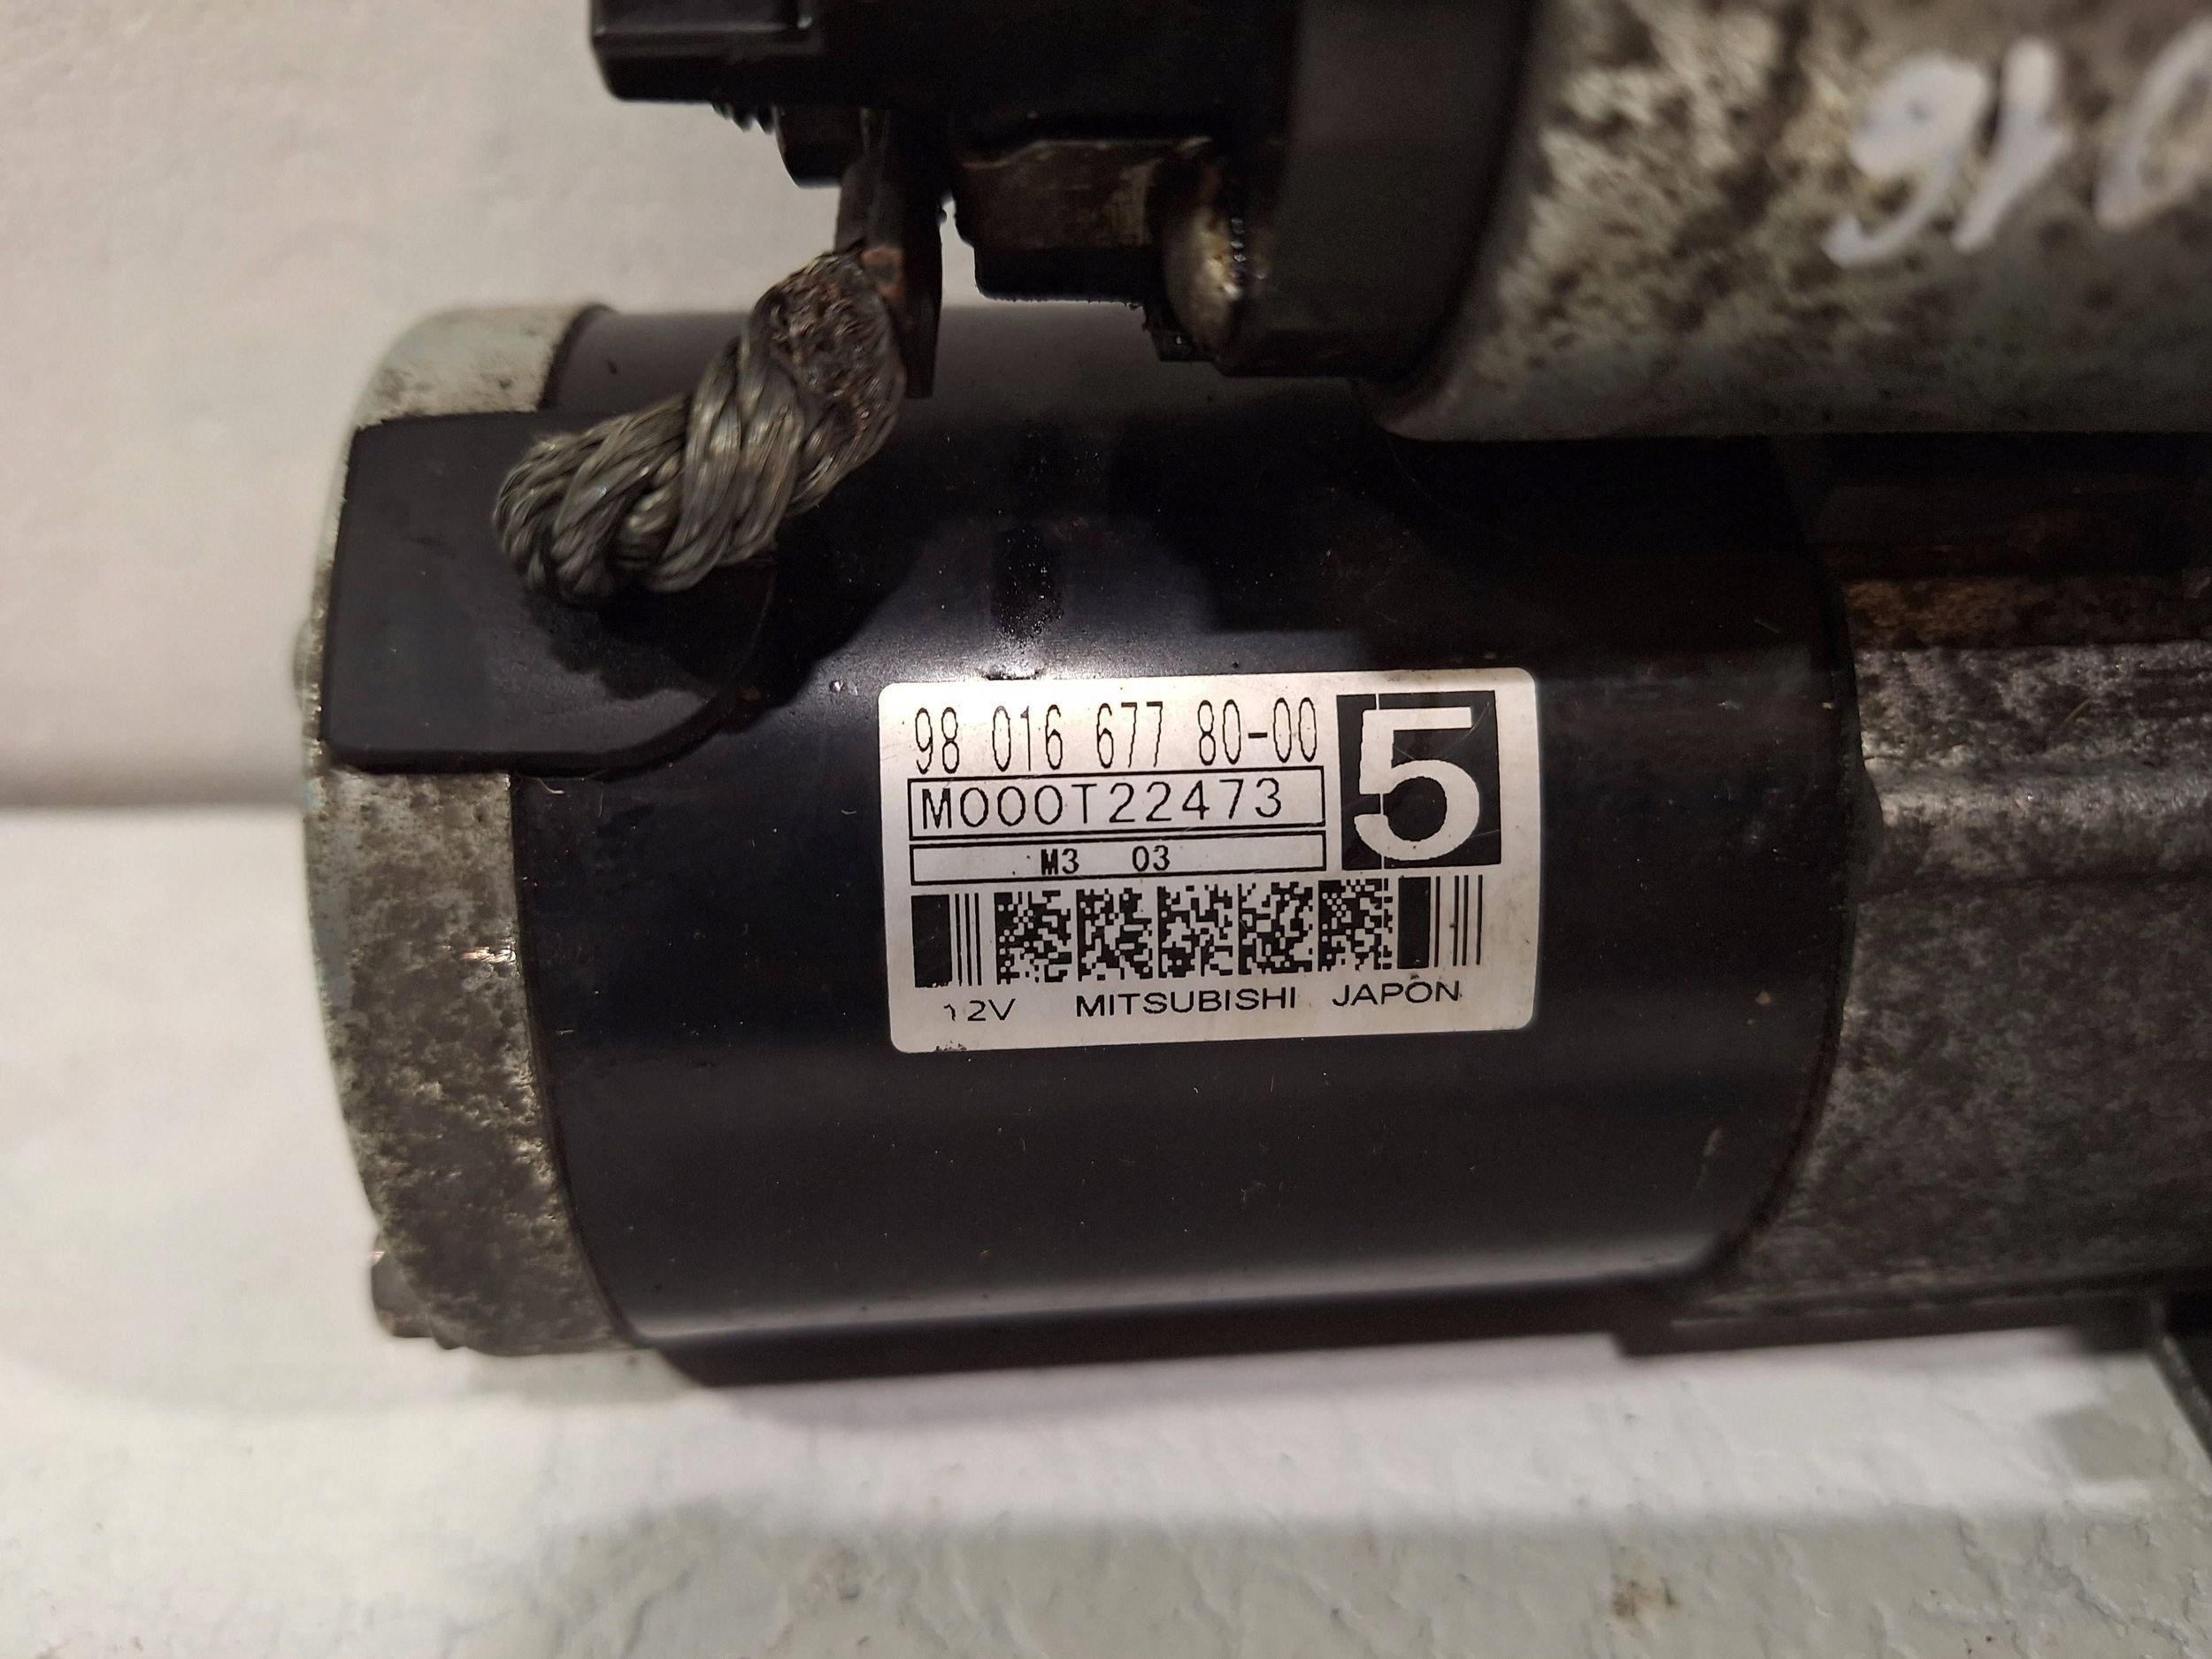 98 016 677 80-00
5
M000T22473
M3 03
12V MITSUBISHI JAPON